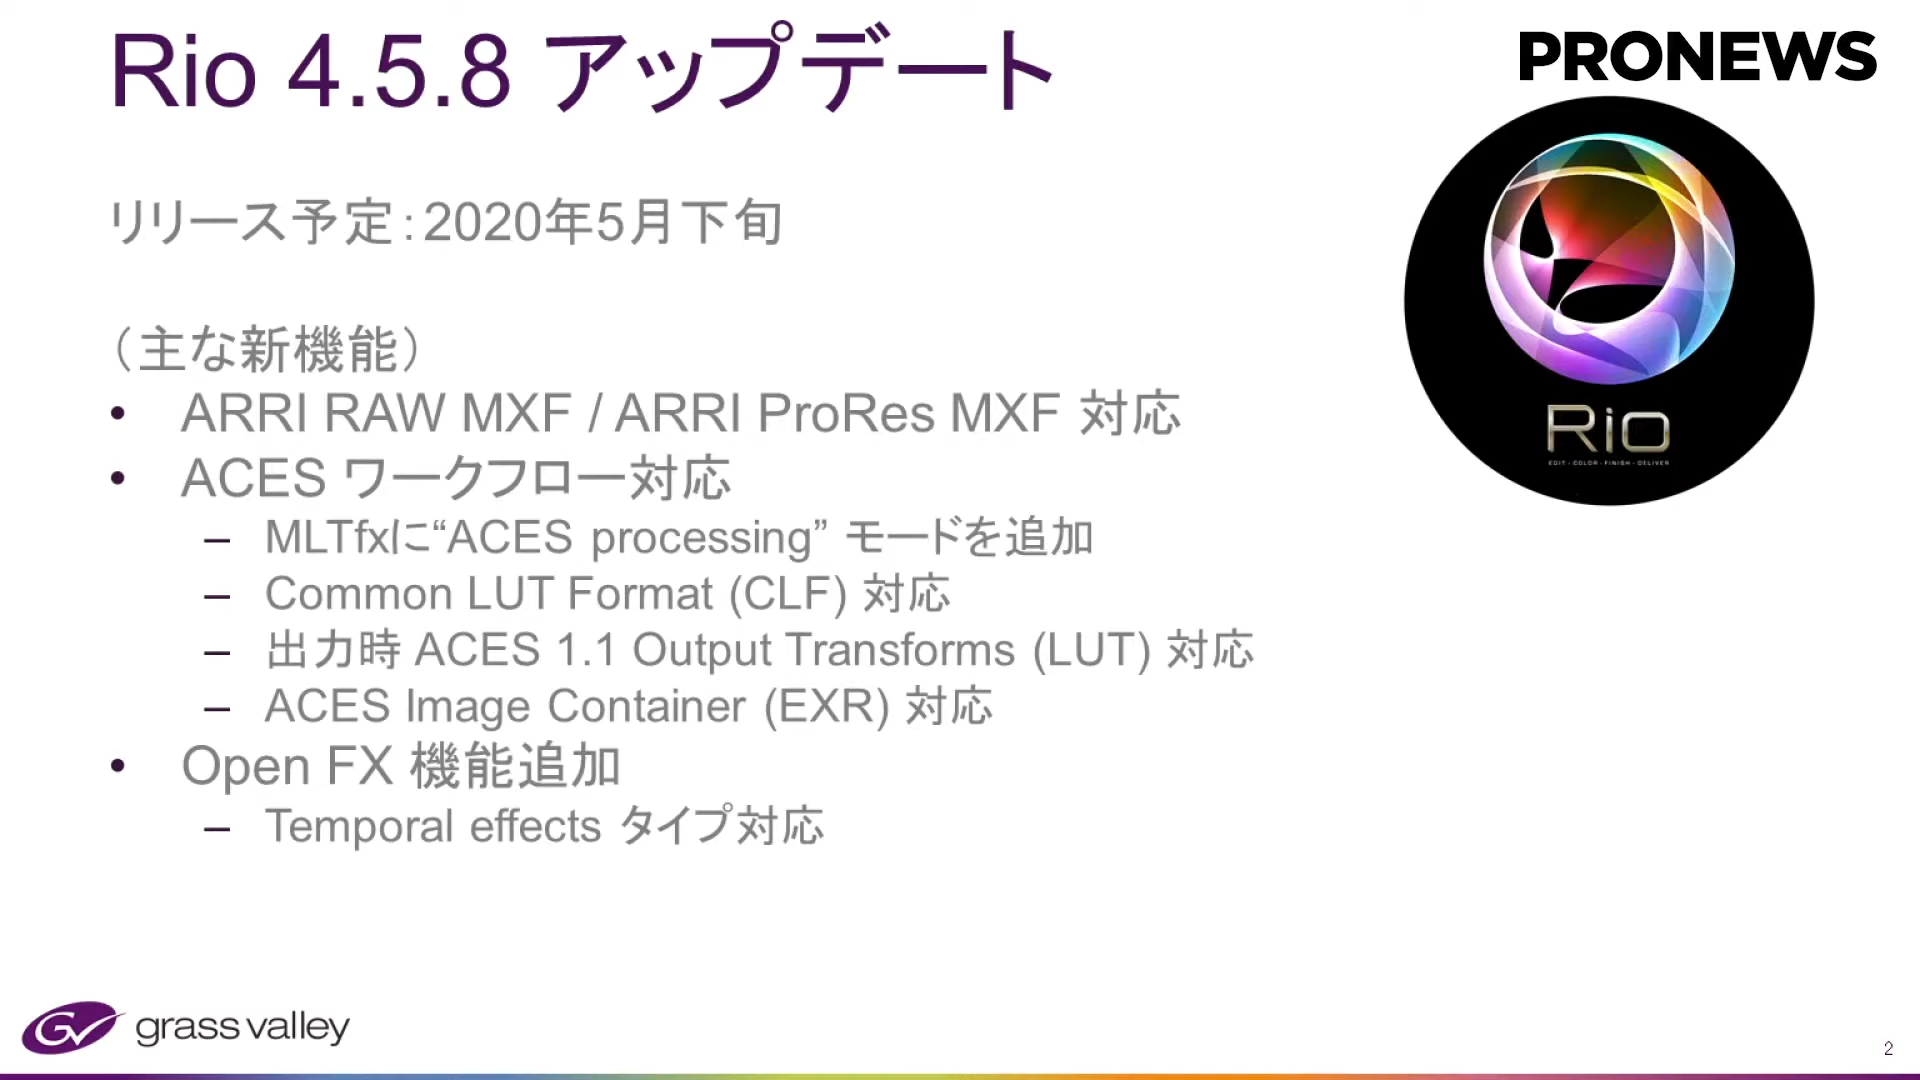 Rio 4.5.8 アップデート
PRONEWS
リリース予定：2020年5月下旬
Rio
EDIT · COLOR · FINISH · DELIVER
（主な新機能）
• ARRI RAW MXF / ARRI ProRes MXF 対応
• ACES ワークフロー対応
– MLTfxに“ACES processing” モードを追加
– Common LUT Format (CLF) 対応
– 出力時 ACES 1.1 Output Transforms (LUT) 対応
– ACES Image Container (EXR) 対応
• Open FX 機能追加
– Temporal effects タイプ対応
GV grass valley
2